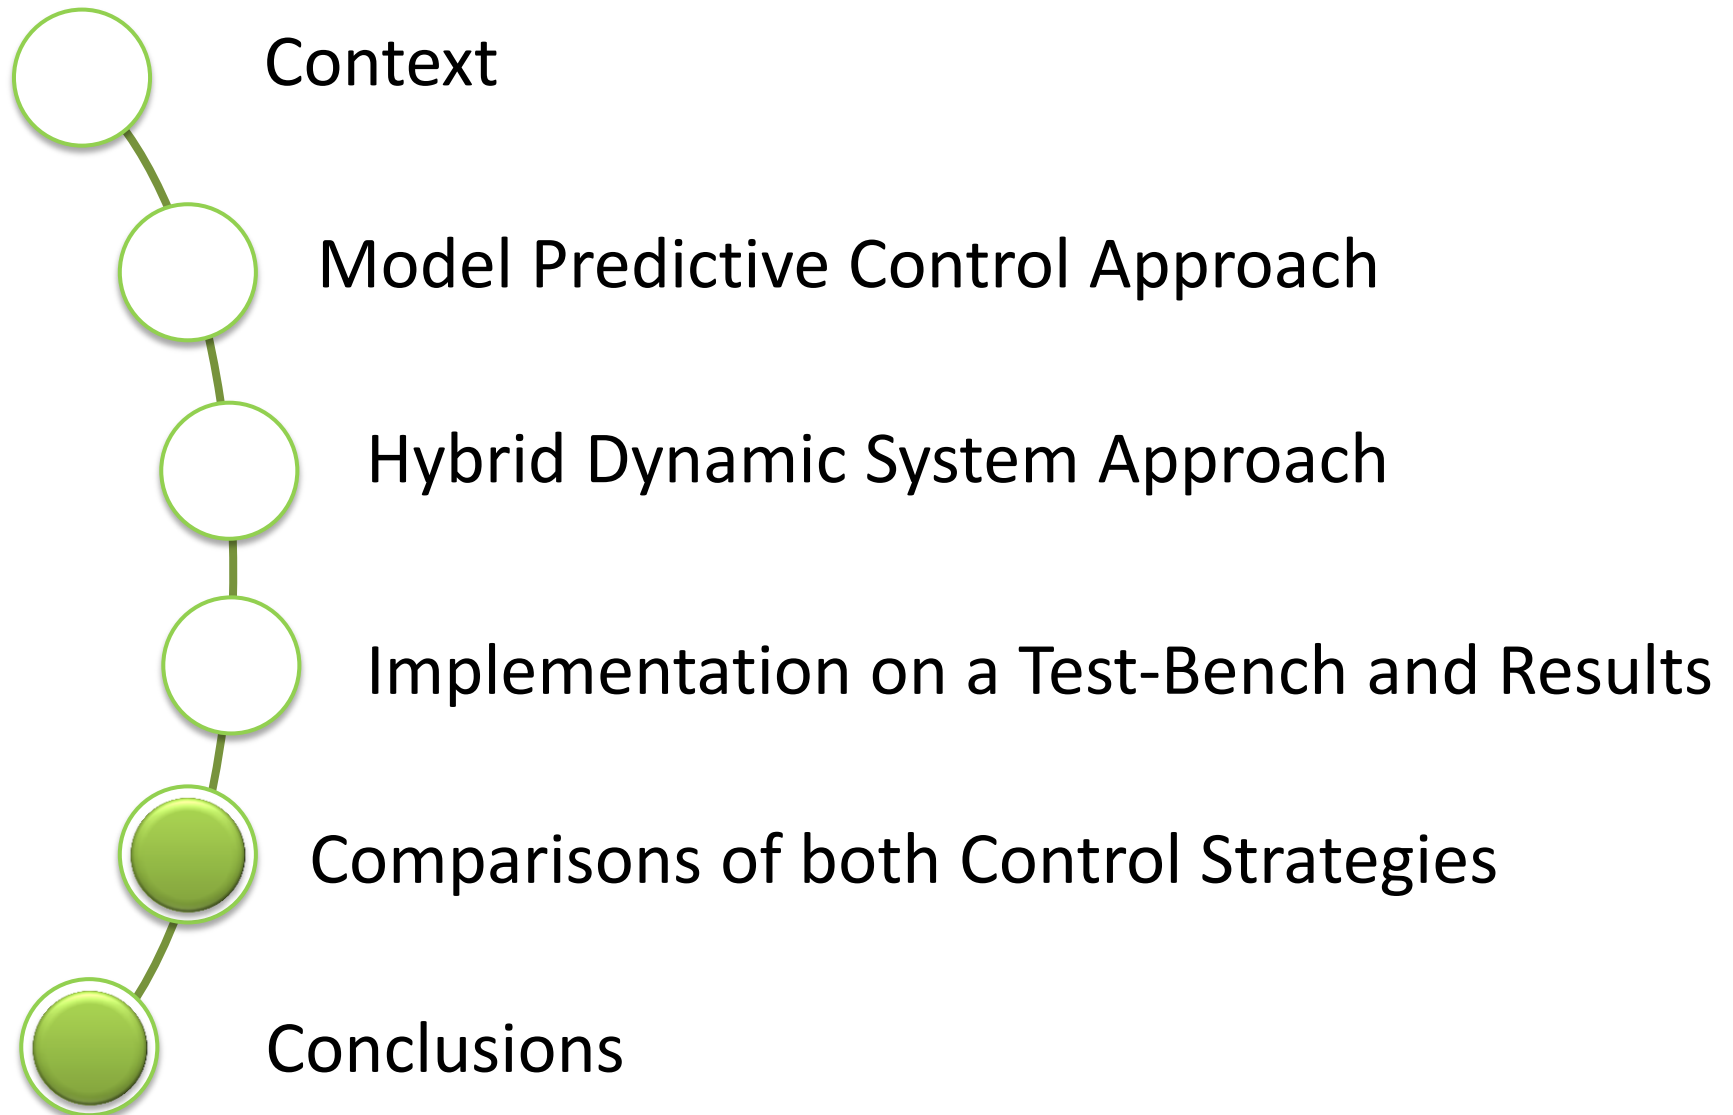 Context
Model Predictive Control Approach
Hybrid Dynamic System Approach
Implementation on a Test-Bench and Results
Comparisons of both Control Strategies
Conclusions